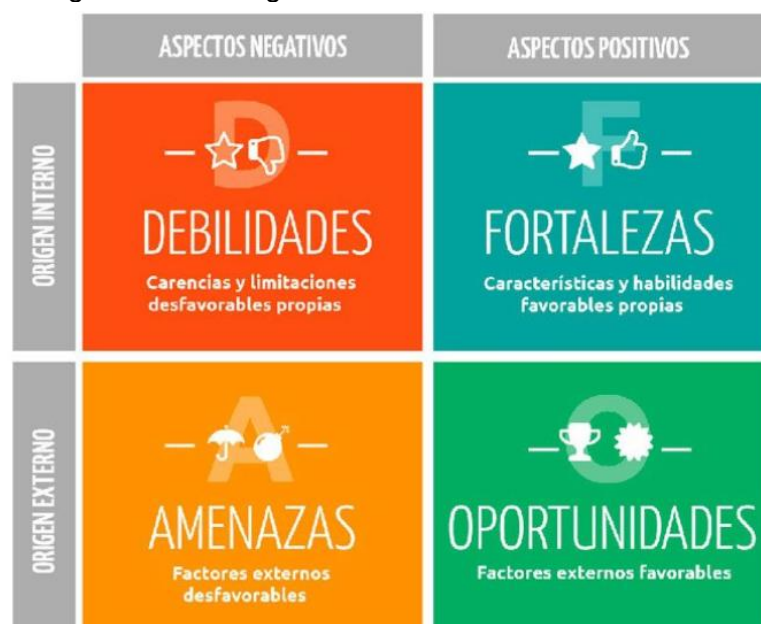 ASPECTOS NEGATIVOS
ASPECTOS POSITIVOS
ORIGEN INTERNO
D
DEBILIDADES
Carencias y limitaciones
desfavorables propias
F
FORTALEZAS
Características y habilidades
favorables propias
ORIGEN EXTERNO
A
AMENAZAS
Factores externos
desfavorables
O
OPORTUNIDADES
Factores externos favorables